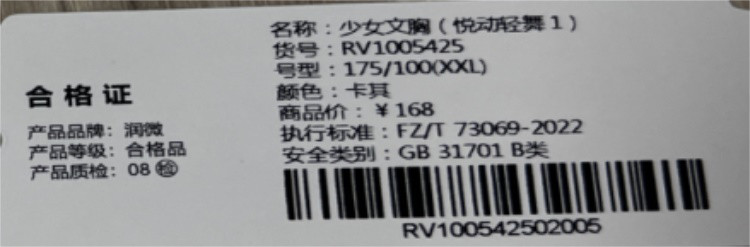 合格证
产品品牌：润微
产品等级：合格品
产品质检：08 检
名称：少女文胸（悦动轻舞1）
货号：RV1005425
号型：175/100(XXL)
颜色：卡其
商品价：￥168
执行标准：FZ/T 73069-2022
安全类别：GB 31701 B类
RV100542502005